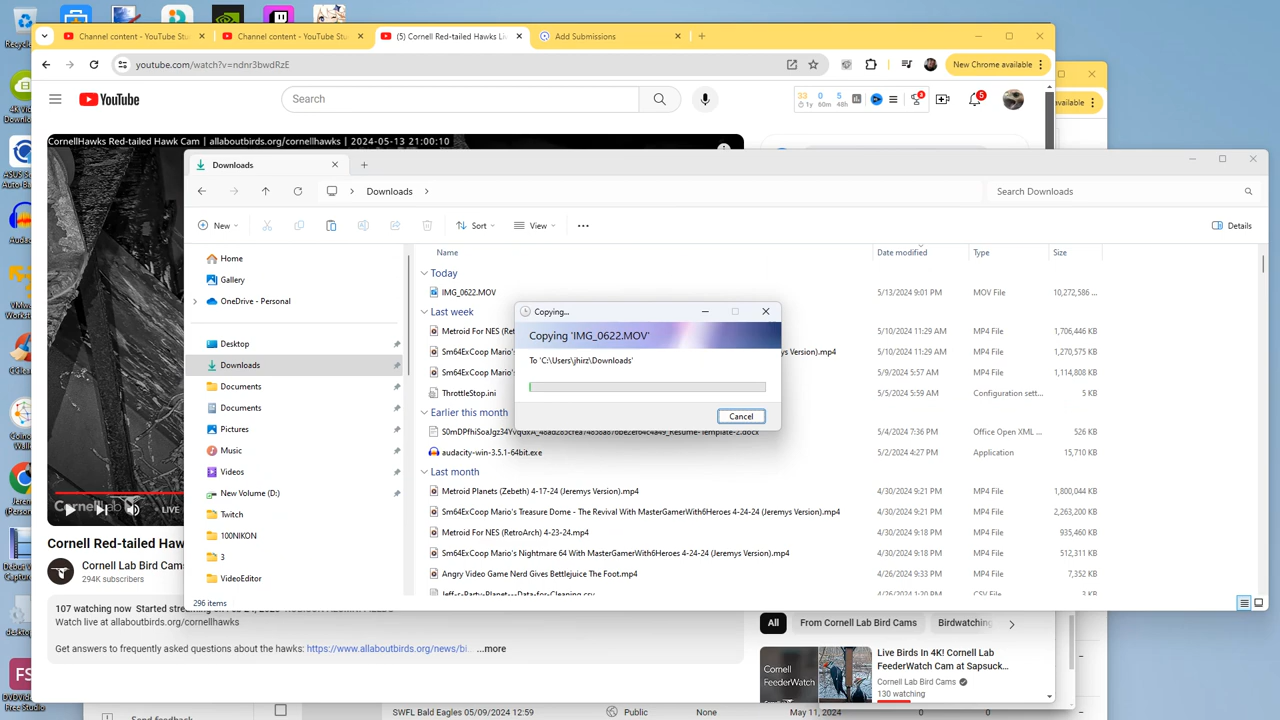 Channel content - YouTube Stu
Channel content - YouTube Stu
(5) Cornell Red-tailed Hawks Li
Add Submissions
youtube.com/watch?v=ndnr3bwdRzE
New Chrome available
YouTube
Search
33 0 5
1y 60m 48h
5
CornellHawks Red-tailed Hawk Cam | allaboutbirds.org/cornellhawks | 2024-05-13 21:00:10
Downloads
Downloads
Search Downloads
New
Sort
View
Details
Home
Gallery
OneDrive - Personal
Desktop
Downloads
Documents
Documents
Pictures
Music
Videos
New Volume (D:)
Twitch
100NIKON
3
VideoEditor
296 items
Name
Date modified
Type
Size
Today
IMG_0622.MOV 5/13/2024 9:01 PM MOV File 10,272,586 ...
Last week
Metroid For NES (Ret 5/10/2024 11:29 AM MP4 File 1,706,446 KB
Sm64ExCoop Mario's ys Version).mp4 5/10/2024 11:29 AM MP4 File 1,270,575 KB
Sm64ExCoop Mario's 5/9/2024 5:57 AM MP4 File 1,114,808 KB
ThrottleStop.ini 5/5/2024 5:59 AM Configuration sett... 5 KB
Earlier this month
5/4/2024 7:36 PM Office Open XML ... 526 KB
audacity-win-3.5.1-64bit.exe 5/2/2024 4:27 PM Application 15,710 KB
Last month
Metroid Planets (Zebeth) 4-17-24 (Jeremys Version).mp4 4/30/2024 9:21 PM MP4 File 1,800,044 KB
Sm64ExCoop Mario's Treasure Dome - The Revival With MasterGamerWith6Heroes 4-24-24 (Jeremys Version).mp4 4/30/2024 9:21 PM MP4 File 2,263,200 KB
Metroid For NES (RetroArch) 4-23-24.mp4 4/30/2024 9:18 PM MP4 File 935,460 KB
Sm64ExCoop Mario's Nightmare 64 With MasterGamerWith6Heroes 4-24-24 (Jeremys Version).mp4 4/30/2024 9:18 PM MP4 File 512,311 KB
Angry Video Game Nerd Gives Bettlejuice The Foot.mp4 4/26/2024 9:33 PM MP4 File 7,352 KB
Copying...
Copying 'IMG_0622.MOV'
To 'C:\Users\jhirz\Downloads'
Cancel
LIVE
Cornell Red-tailed Haw
Cornell Lab Bird Cams
294K subscribers
107 watching now
Watch live at allaboutbirds.org/cornellhawks
Get answers to frequently asked questions about the hawks: https://www.allaboutbirds.org/news/bi... ...more
All
From Cornell Lab Bird Cams
Birdwatching
Cornell
FeederWatch
Live Birds In 4K! Cornell Lab
FeederWatch Cam at Sapsuck...
Cornell Lab Bird Cams
130 watching
Send feedback
SWFL Bald Eagles 05/09/2024 12:59
Public
None
May 11, 2024
0
0